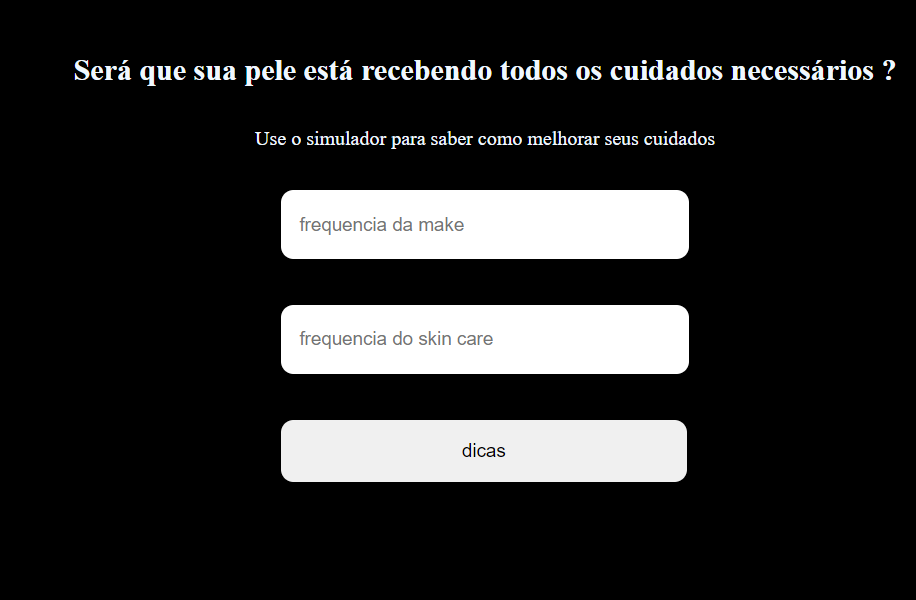 Será que sua pele está recebendo todos os cuidados necessários ?
Use o simulador para saber como melhorar seus cuidados
frequencia da make
frequencia do skin care
dicas